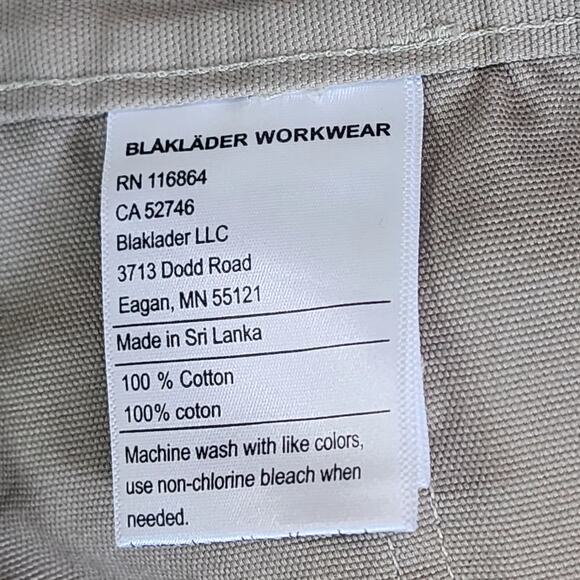 BLÅKLÄDER WORKWEAR
RN 116864
CA 52746
Blaklader LLC
3713 Dodd Road
Eagan, MN 55121
Made in Sri Lanka
100 % Cotton
100% coton
Machine wash with like colors,
use non-chlorine bleach when
needed.